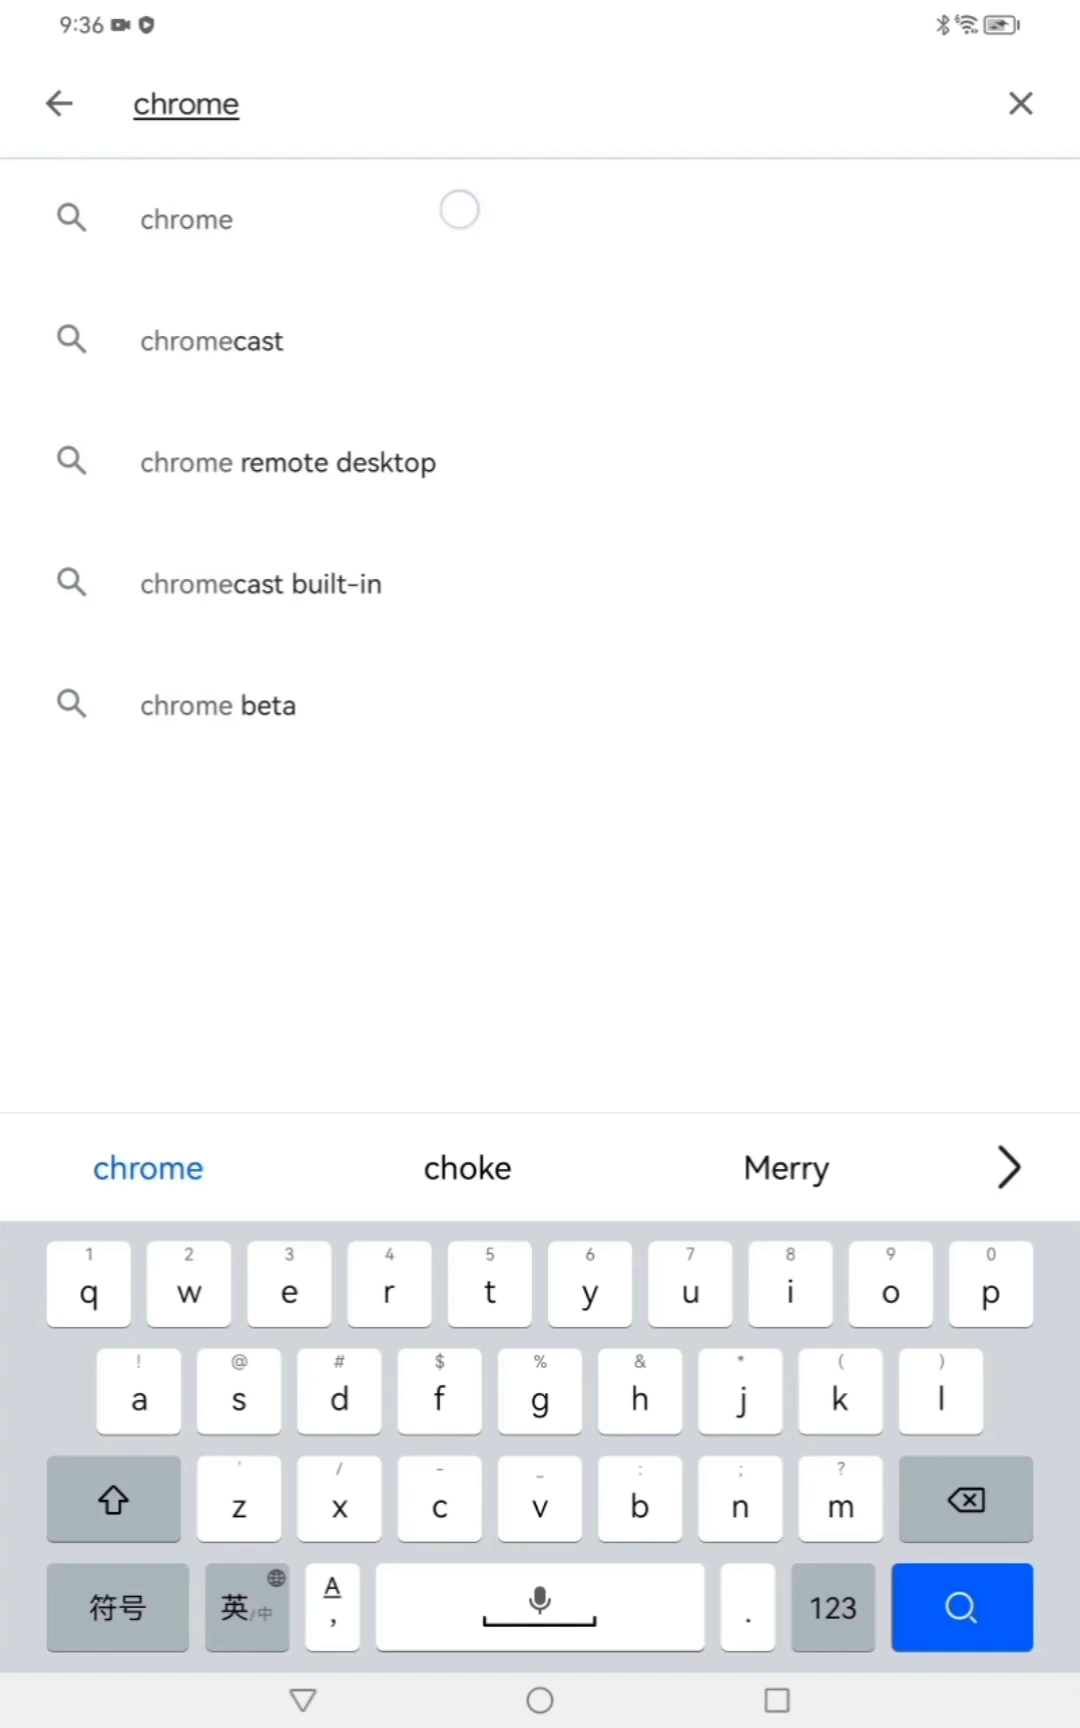 9:36
chrome
chrome
chromecast
chrome remote desktop
chromecast built-in
chrome beta
chrome choke Merry
1 2 3 4 5 6 7 8 9 0
q w e r t y u i o p
! @ # $ % & * ( )
a s d f g h j k l
' / - _ : ; ?
z x c v b n m
符号 英/中 A , . 123